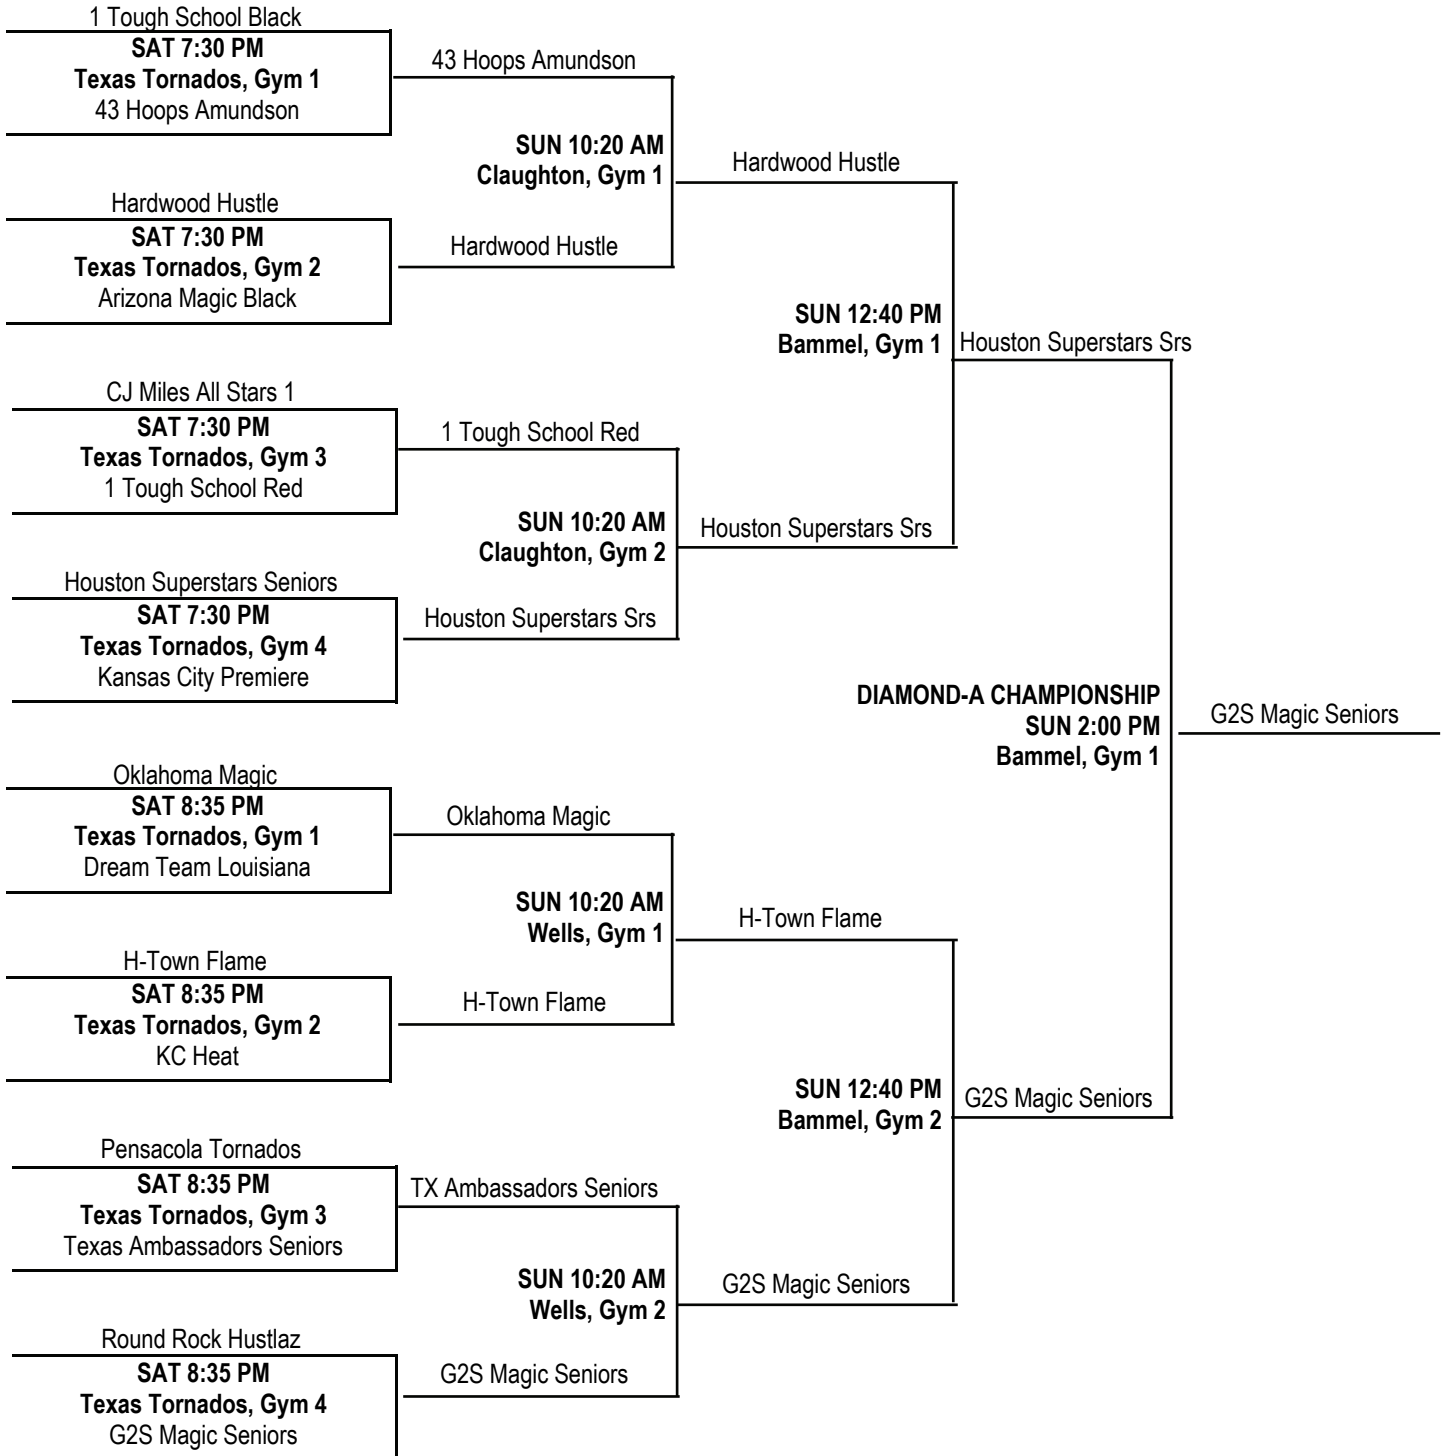 1 Tough School Black
SAT 7:30 PM
Texas Tornados, Gym 1
43 Hoops Amundson
Hardwood Hustle
SAT 7:30 PM
Texas Tornados, Gym 2
Arizona Magic Black
CJ Miles All Stars 1
SAT 7:30 PM
Texas Tornados, Gym 3
1 Tough School Red
Houston Superstars Seniors
SAT 7:30 PM
Texas Tornados, Gym 4
Kansas City Premiere
Oklahoma Magic
SAT 8:35 PM
Texas Tornados, Gym 1
Dream Team Louisiana
H-Town Flame
SAT 8:35 PM
Texas Tornados, Gym 2
KC Heat
Pensacola Tornados
SAT 8:35 PM
Texas Tornados, Gym 3
Texas Ambassadors Seniors
Round Rock Hustlaz
SAT 8:35 PM
Texas Tornados, Gym 4
G2S Magic Seniors
43 Hoops Amundson
SUN 10:20 AM
Claughton, Gym 1
Hardwood Hustle
1 Tough School Red
SUN 10:20 AM
Claughton, Gym 2
Houston Superstars Srs
Oklahoma Magic
SUN 10:20 AM
Wells, Gym 1
H-Town Flame
TX Ambassadors Seniors
SUN 10:20 AM
Wells, Gym 2
G2S Magic Seniors
Hardwood Hustle
SUN 12:40 PM
Bammel, Gym 1
Houston Superstars Srs
H-Town Flame
SUN 12:40 PM
Bammel, Gym 2
G2S Magic Seniors
Houston Superstars Srs
DIAMOND-A CHAMPIONSHIP
SUN 2:00 PM
Bammel, Gym 1
G2S Magic Seniors
G2S Magic Seniors